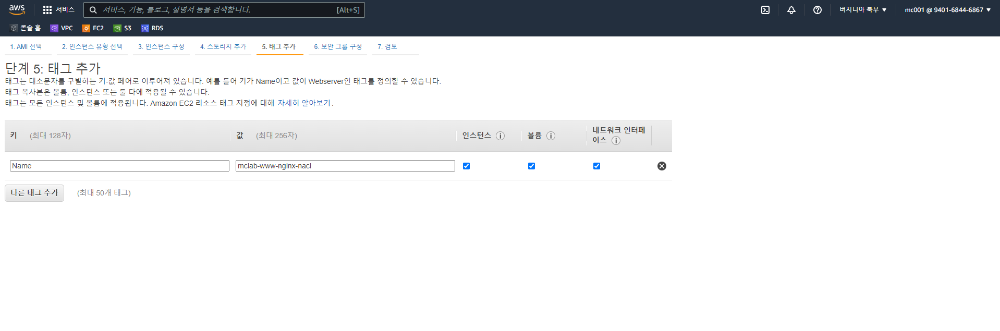 aws 서비스 서비스, 기능, 블로그, 설명서 등을 검색합니다. [Alt+S] 버지니아 북부 ▼ mc001 @ 9401-6844-6867 ▼
콘솔 홈 VPC EC2 S3 RDS
1. AMI 선택 2. 인스턴스 유형 선택 3. 인스턴스 구성 4. 스토리지 추가 5. 태그 추가 6. 보안 그룹 구성 7. 검토
단계 5: 태그 추가
태그는 대소문자를 구별하는 키-값 페어로 이루어져 있습니다. 예를 들어 키가 Name이고 값이 Webserver인 태그를 정의할 수 있습니다.
태그 복사본은 볼륨, 인스턴스 또는 둘 다에 적용될 수 있습니다.
태그는 모든 인스턴스 및 볼륨에 적용됩니다. Amazon EC2 리소스 태그 지정에 대해 자세히 알아보기.
키 (최대 128자) 값 (최대 256자) 인스턴스 볼륨 네트워크 인터페
이스
Name mclab-www-nginx-nacl
다른 태그 추가 (최대 50개 태그)